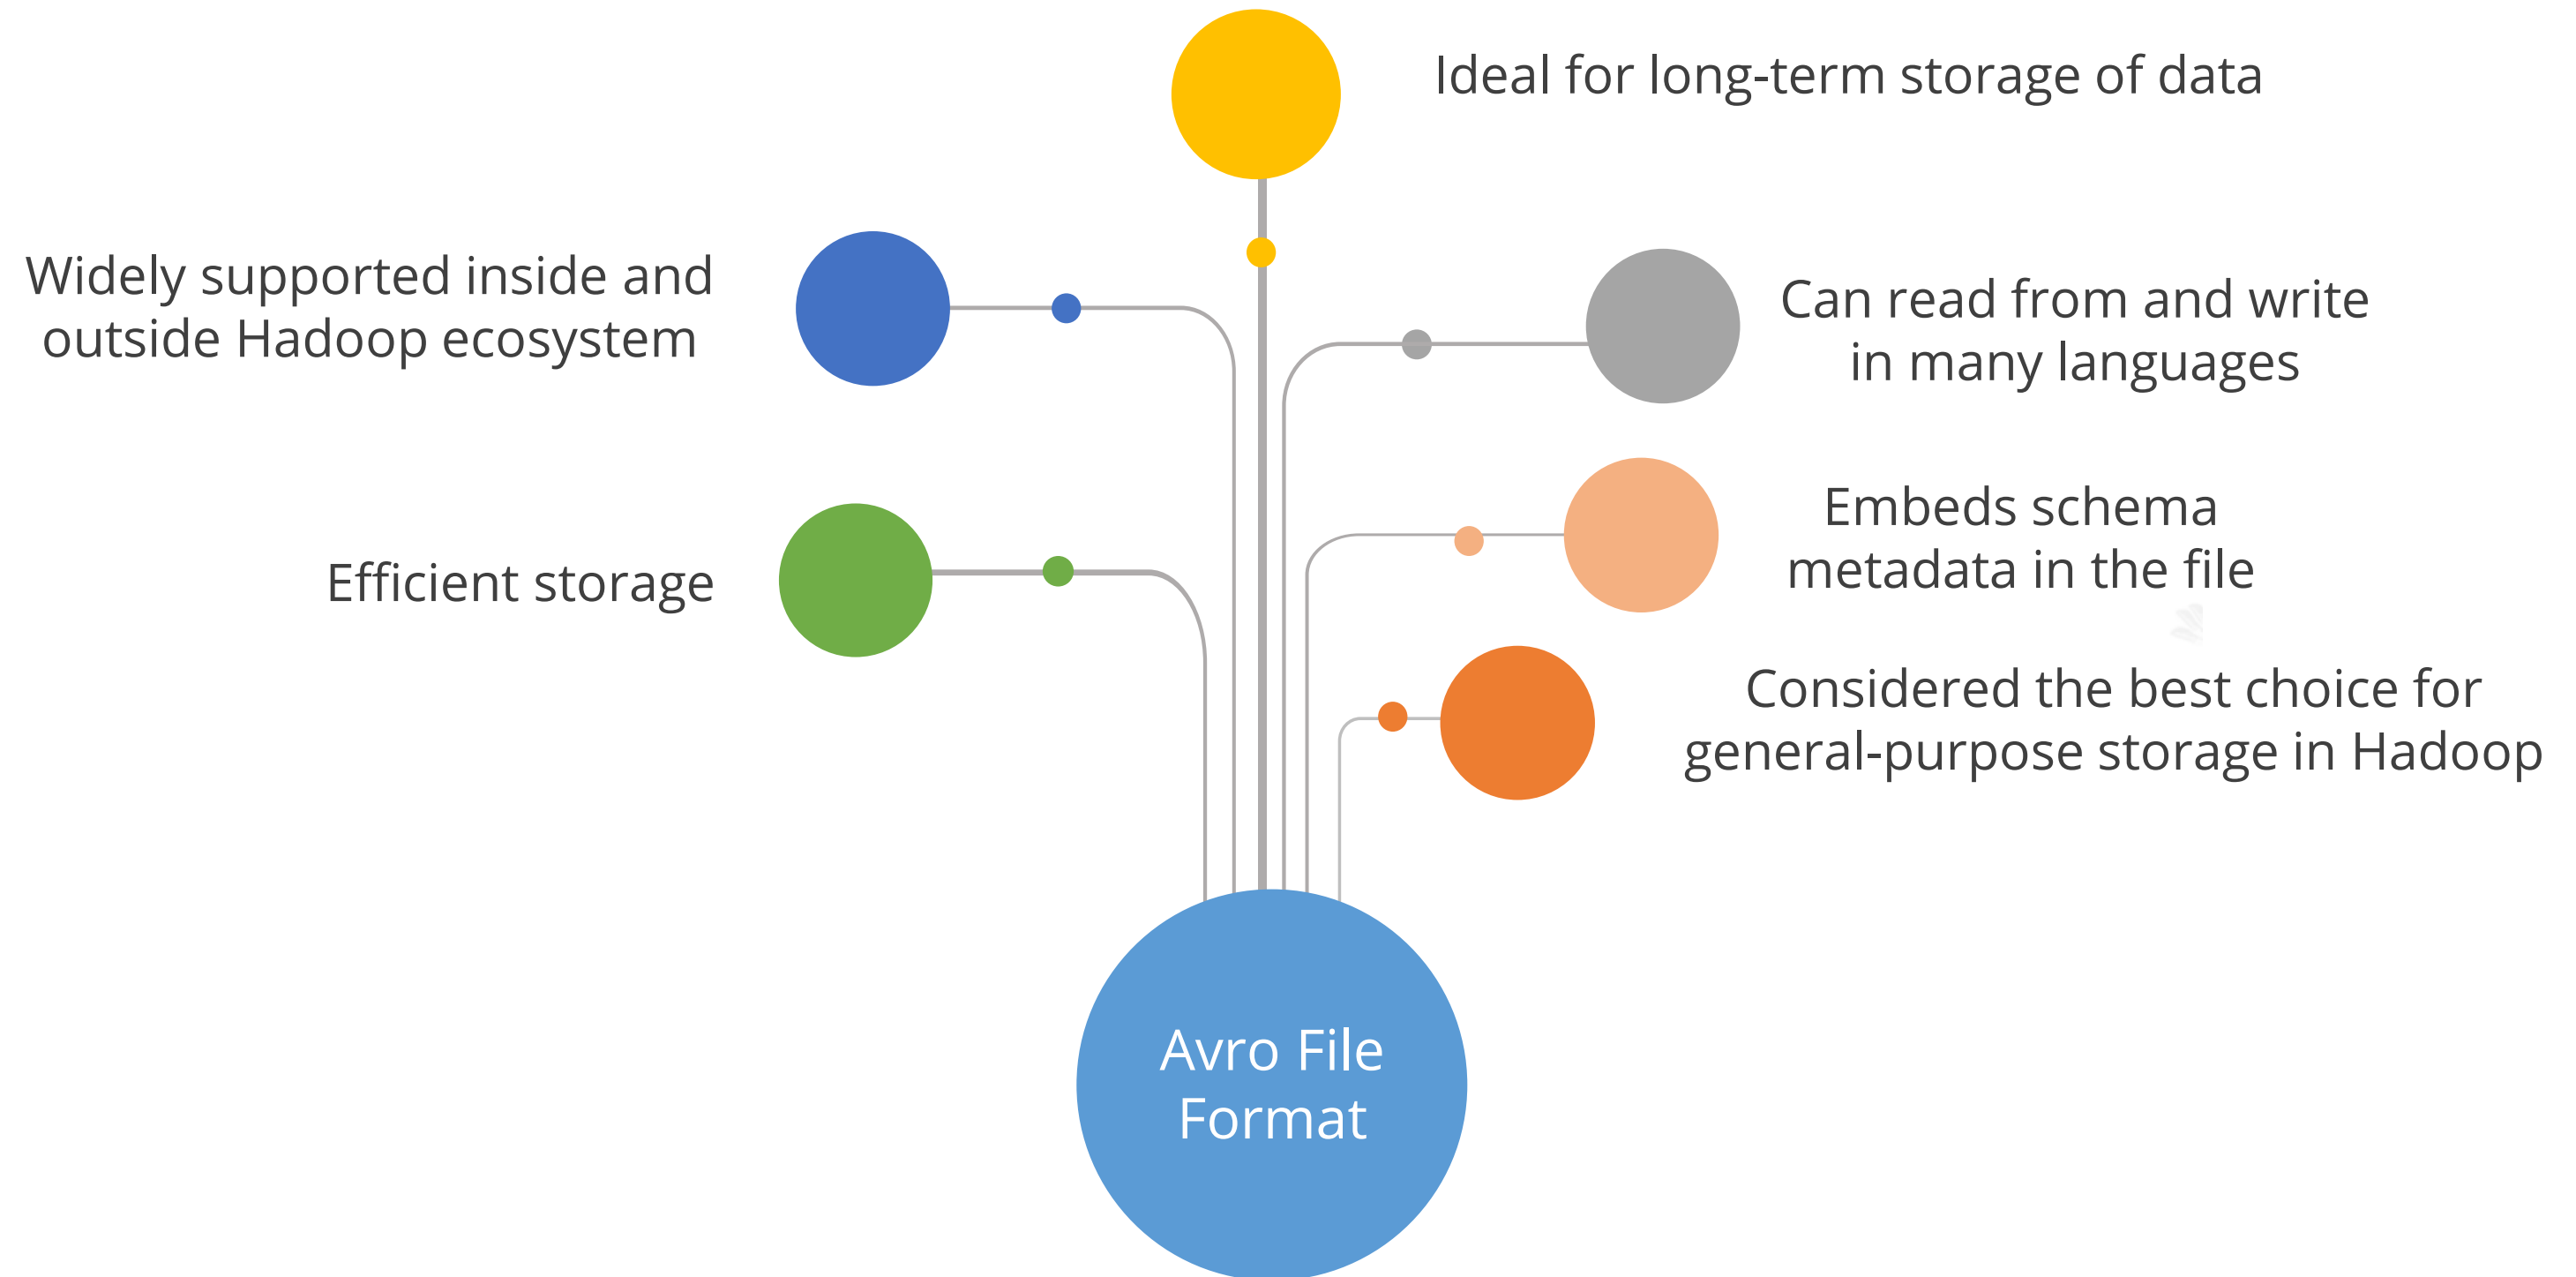 Ideal for long-term storage of data
Widely supported inside and
outside Hadoop ecosystem
Can read from and write
in many languages
Embeds schema
metadata in the file
Efficient storage
Considered the best choice for
general-purpose storage in Hadoop
Avro File
Format